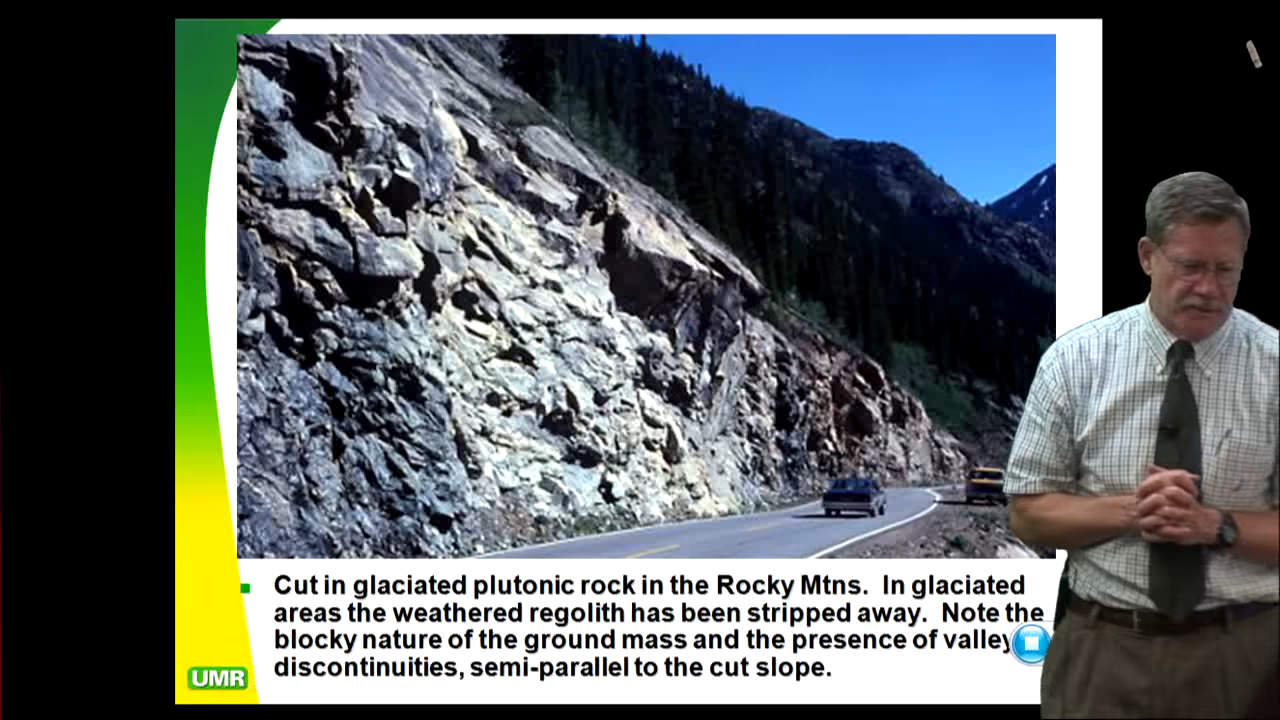 Cut in glaciated plutonic rock in the Rocky Mtns. In glaciated
areas the weathered regolith has been stripped away. Note the
blocky nature of the ground mass and the presence of valley
discontinuities, semi-parallel to the cut slope.
UMR